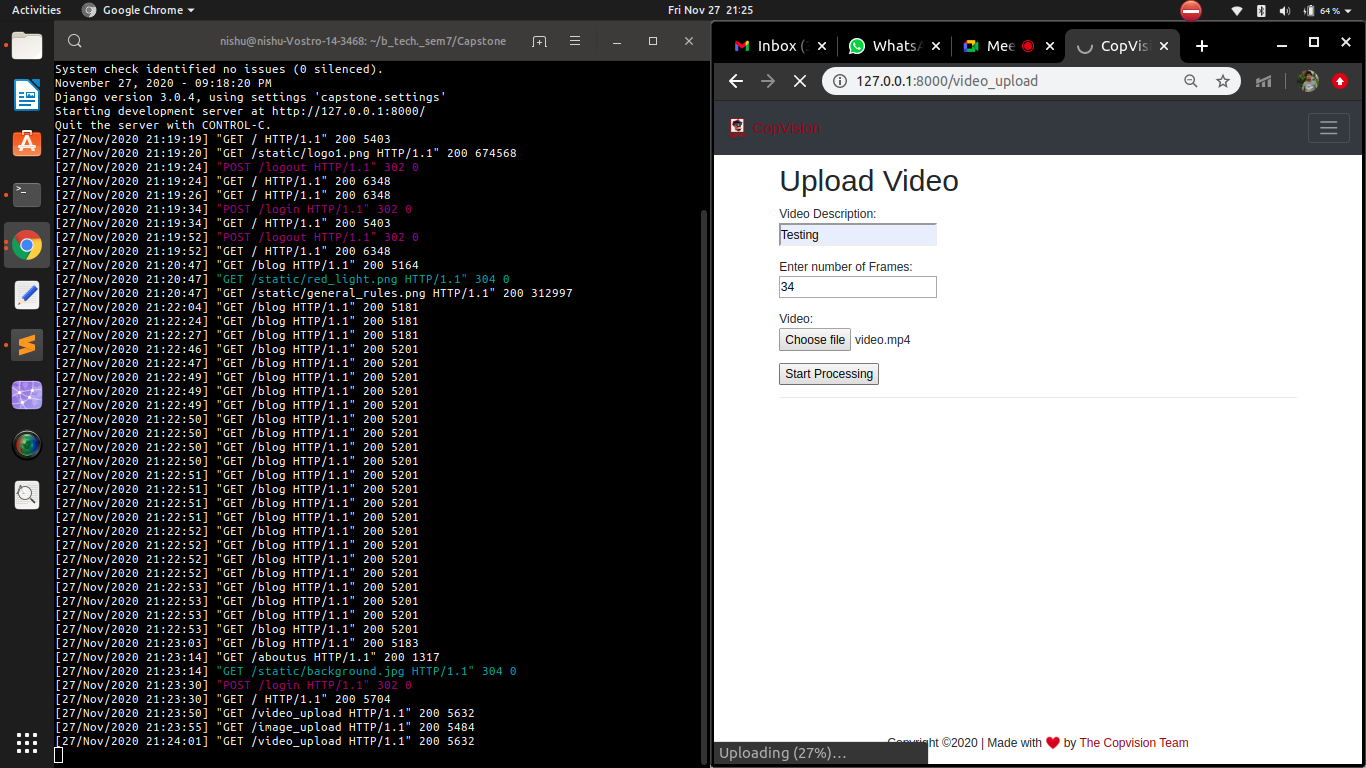 Activities
Google Chrome
Fri Nov 27 21:25
64 %
nishu@nishu-Vostro-14-3468: ~/b_tech._sem7/Capstone
System check identified no issues (0 silenced).
November 27, 2020 - 09:18:20 PM
Django version 3.0.4, using settings 'capstone.settings'
Starting development server at http://127.0.0.1:8000/
Quit the server with CONTROL-C.
[27/Nov/2020 21:19:19] "GET / HTTP/1.1" 200 5403
[27/Nov/2020 21:19:20] "GET /static/logo1.png HTTP/1.1" 200 674568
[27/Nov/2020 21:19:24] "POST /logout HTTP/1.1" 302 0
[27/Nov/2020 21:19:24] "GET / HTTP/1.1" 200 6348
[27/Nov/2020 21:19:26] "GET / HTTP/1.1" 200 6348
[27/Nov/2020 21:19:34] "POST /login HTTP/1.1" 302 0
[27/Nov/2020 21:19:34] "GET / HTTP/1.1" 200 5403
[27/Nov/2020 21:19:52] "POST /logout HTTP/1.1" 302 0
[27/Nov/2020 21:19:52] "GET / HTTP/1.1" 200 6348
[27/Nov/2020 21:20:47] "GET /blog HTTP/1.1" 200 5164
[27/Nov/2020 21:20:47] "GET /static/red_light.png HTTP/1.1" 304 0
[27/Nov/2020 21:20:47] "GET /static/general_rules.png HTTP/1.1" 200 312997
[27/Nov/2020 21:22:04] "GET /blog HTTP/1.1" 200 5181
[27/Nov/2020 21:22:24] "GET /blog HTTP/1.1" 200 5181
[27/Nov/2020 21:22:27] "GET /blog HTTP/1.1" 200 5181
[27/Nov/2020 21:22:46] "GET /blog HTTP/1.1" 200 5201
[27/Nov/2020 21:22:47] "GET /blog HTTP/1.1" 200 5201
[27/Nov/2020 21:22:49] "GET /blog HTTP/1.1" 200 5201
[27/Nov/2020 21:22:49] "GET /blog HTTP/1.1" 200 5201
[27/Nov/2020 21:22:49] "GET /blog HTTP/1.1" 200 5201
[27/Nov/2020 21:22:50] "GET /blog HTTP/1.1" 200 5201
[27/Nov/2020 21:22:50] "GET /blog HTTP/1.1" 200 5201
[27/Nov/2020 21:22:50] "GET /blog HTTP/1.1" 200 5201
[27/Nov/2020 21:22:50] "GET /blog HTTP/1.1" 200 5201
[27/Nov/2020 21:22:51] "GET /blog HTTP/1.1" 200 5201
[27/Nov/2020 21:22:51] "GET /blog HTTP/1.1" 200 5201
[27/Nov/2020 21:22:51] "GET /blog HTTP/1.1" 200 5201
[27/Nov/2020 21:22:51] "GET /blog HTTP/1.1" 200 5201
[27/Nov/2020 21:22:52] "GET /blog HTTP/1.1" 200 5201
[27/Nov/2020 21:22:52] "GET /blog HTTP/1.1" 200 5201
[27/Nov/2020 21:22:52] "GET /blog HTTP/1.1" 200 5201
[27/Nov/2020 21:22:52] "GET /blog HTTP/1.1" 200 5201
[27/Nov/2020 21:22:53] "GET /blog HTTP/1.1" 200 5201
[27/Nov/2020 21:22:53] "GET /blog HTTP/1.1" 200 5201
[27/Nov/2020 21:22:53] "GET /blog HTTP/1.1" 200 5201
[27/Nov/2020 21:22:53] "GET /blog HTTP/1.1" 200 5201
[27/Nov/2020 21:23:03] "GET /blog HTTP/1.1" 200 5183
[27/Nov/2020 21:23:14] "GET /aboutus HTTP/1.1" 200 1317
[27/Nov/2020 21:23:14] "GET /static/background.jpg HTTP/1.1" 304 0
[27/Nov/2020 21:23:30] "POST /login HTTP/1.1" 302 0
[27/Nov/2020 21:23:30] "GET / HTTP/1.1" 200 5704
[27/Nov/2020 21:23:50] "GET /video_upload HTTP/1.1" 200 5632
[27/Nov/2020 21:23:55] "GET /image_upload HTTP/1.1" 200 5484
[27/Nov/2020 21:24:01] "GET /video_upload HTTP/1.1" 200 5632
Inbox (
WhatsA
Mee
CopVis
127.0.0.1:8000/video_upload
CopVision
Upload Video
Video Description:
Testing
Enter number of Frames:
34
Video:
Choose file video.mp4
Start Processing
Copyright ©2020 | Made with ❤ by The Copvision Team
Uploading (27%)…